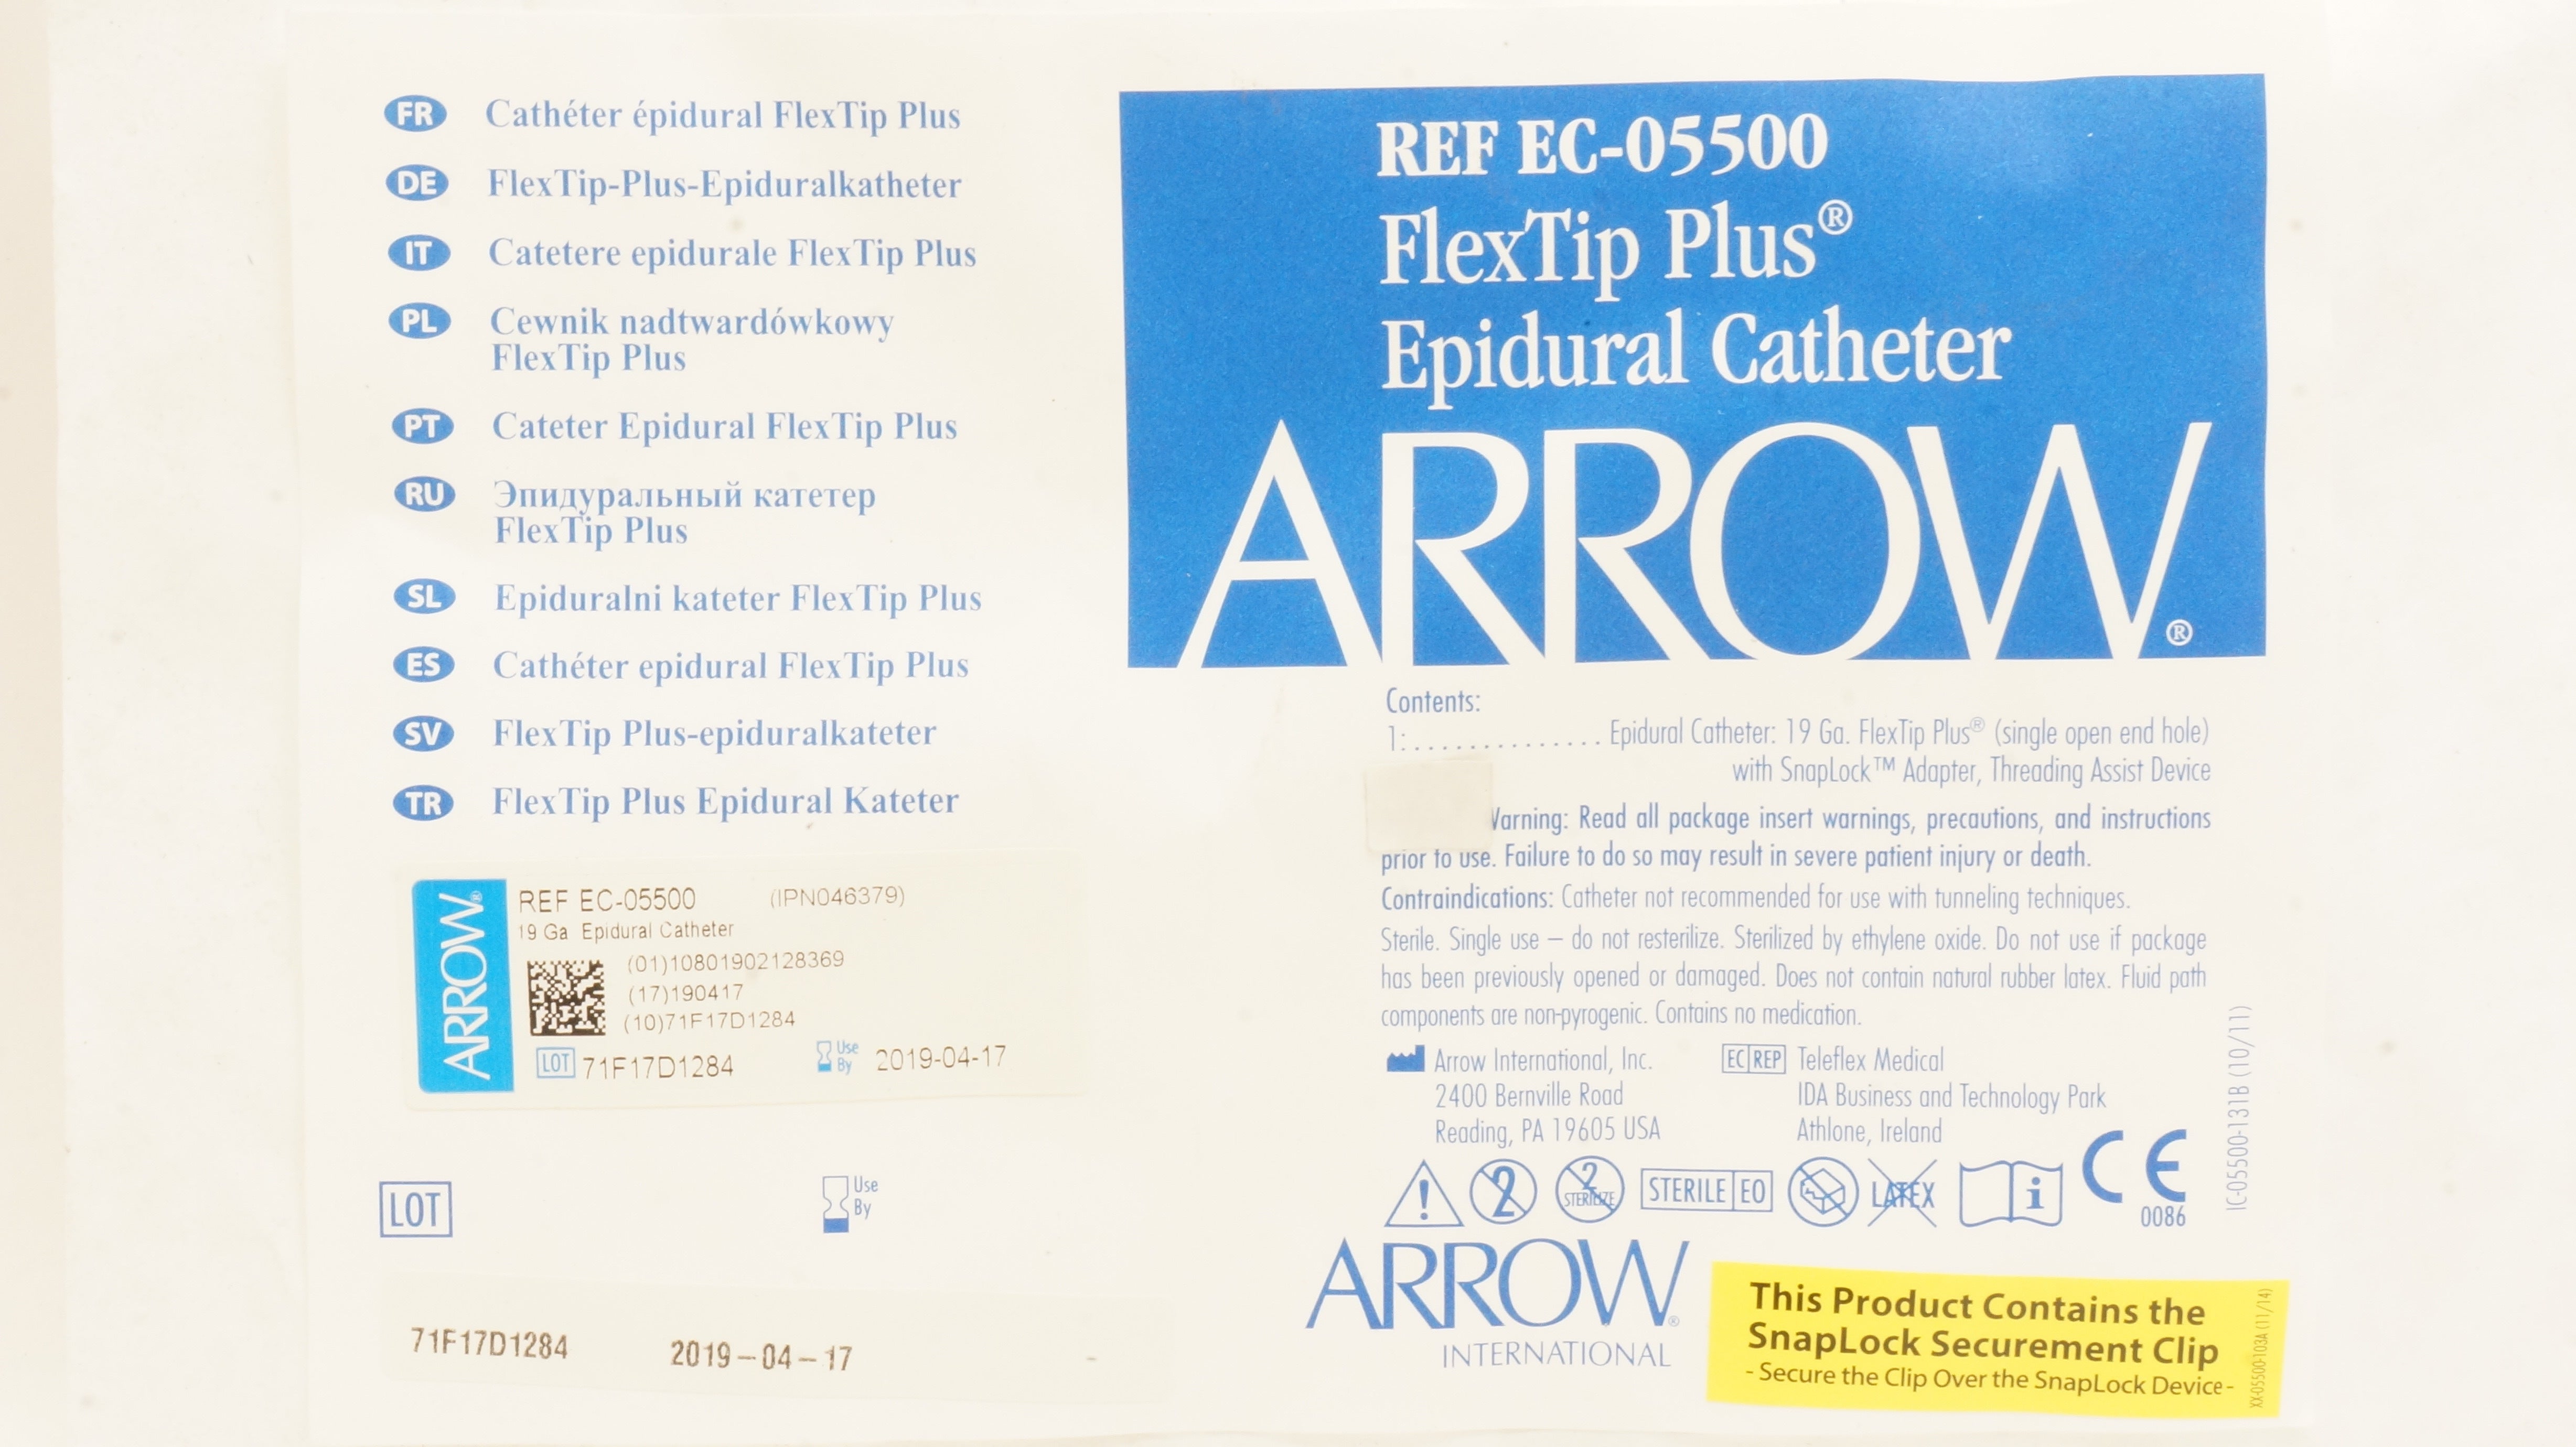 FR Cathéter épidural FlexTip Plus
DE FlexTip-Plus-Epiduralkatheter
IT Catetere epidurale FlexTip Plus
PL Cewnik nadtwardówkowy
FlexTip Plus
PT Cateter Epidural FlexTip Plus
RU Эпидуральный катетер
FlexTip Plus
SL Epiduralni kateter FlexTip Plus
ES Cathéter epidural FlexTip Plus
SV FlexTip Plus-epiduralkateter
TR FlexTip Plus Epidural Kateter
ARROW®
REF EC-05500 (IPN046379)
19 Ga Epidural Catheter
(01)10801902128369
(17)190417
(10)71F17D1284
LOT 71F17D1284 Use By 2019-04-17
LOT Use
By
71F17D1284 2019-04-17
REF EC-05500
FlexTip Plus®
Epidural Catheter
ARROW®
Contents:
1: . . . . . . . . . . . . . . . Epidural Catheter: 19 Ga. FlexTip Plus® (single open end hole)
with SnapLock™ Adapter, Threading Assist Device
Warning: Read all package insert warnings, precautions, and instructions
prior to use. Failure to do so may result in severe patient injury or death.
Contraindications: Catheter not recommended for use with tunneling techniques.
Sterile. Single use – do not resterilize. Sterilized by ethylene oxide. Do not use if package
has been previously opened or damaged. Does not contain natural rubber latex. Fluid path
components are non-pyrogenic. Contains no medication.
Arrow International, Inc.
2400 Bernville Road
Reading, PA 19605 USA
EC REP Teleflex Medical
IDA Business and Technology Park
Athlone, Ireland
! 2 2 STERILIZE STERILE EO LATEX i CE
0086
IC-05500-131B (10/11)
ARROW®
INTERNATIONAL
This Product Contains the
SnapLock Securement Clip
- Secure the Clip Over the SnapLock Device -
XX-05500-103A (11/14)